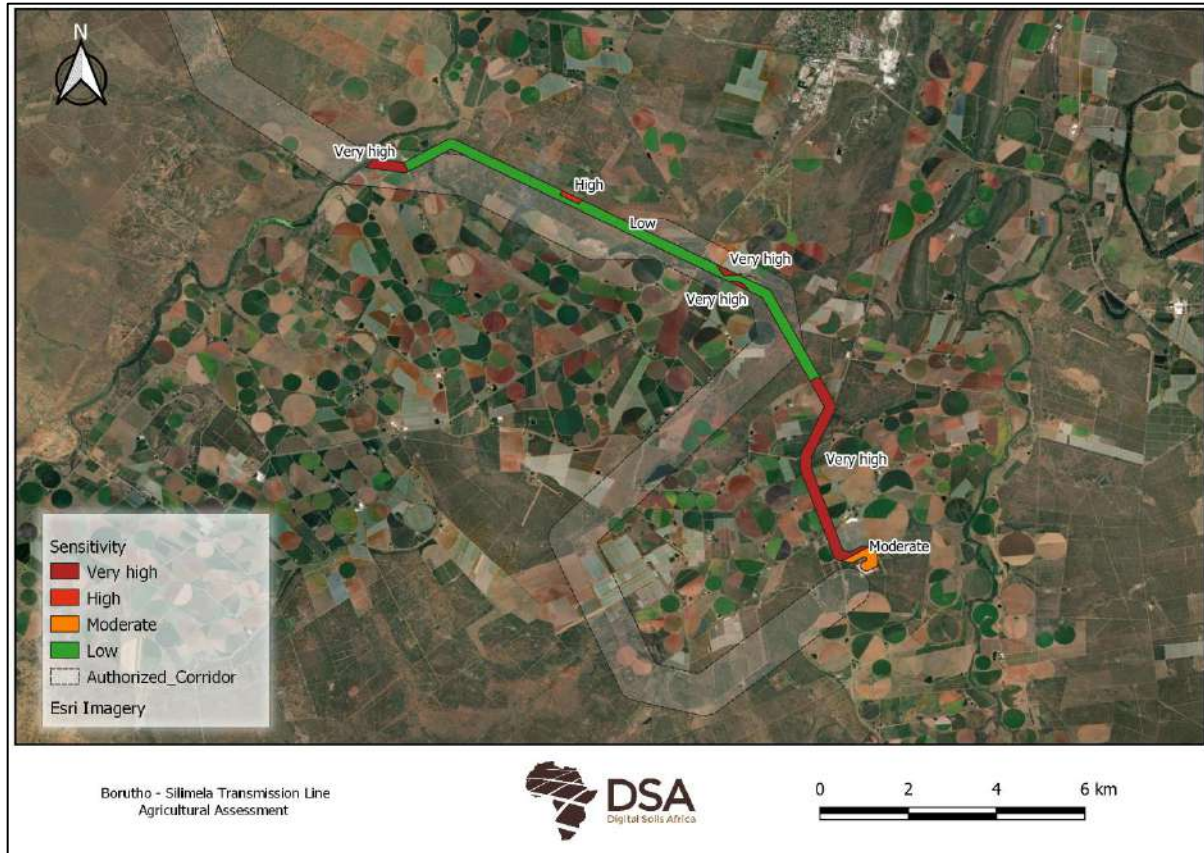 N
Very high
High
Low
Very high
Very high
Very high
Moderate
Sensitivity
Very high
High
Moderate
Low
Authorized_Corridor
Esri Imagery
Borutho - Silimela Transmission Line
Agricultural Assessment
DSA
Digital Soils Africa
0 2 4 6 km